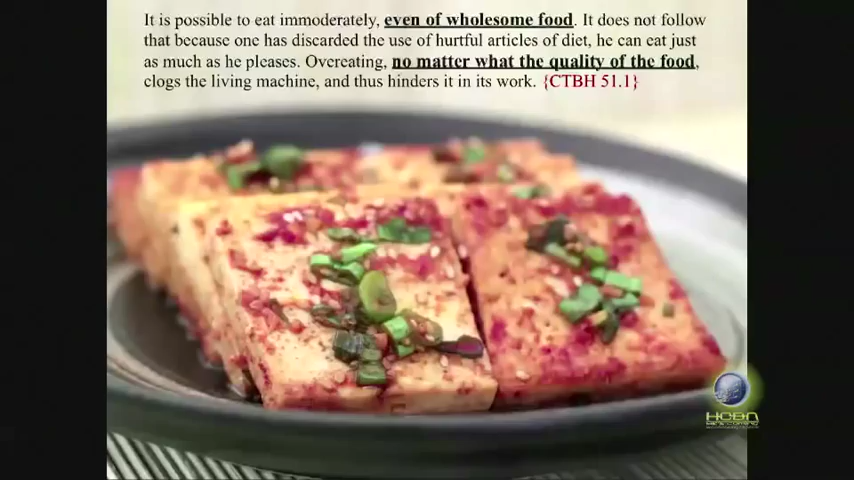 It is possible to eat immoderately, even of wholesome food. It does not follow
that because one has discarded the use of hurtful articles of diet, he can eat just
as much as he pleases. Overeating, no matter what the quality of the food,
clogs the living machine, and thus hinders it in its work. {CTBH 51.1}
HCBN